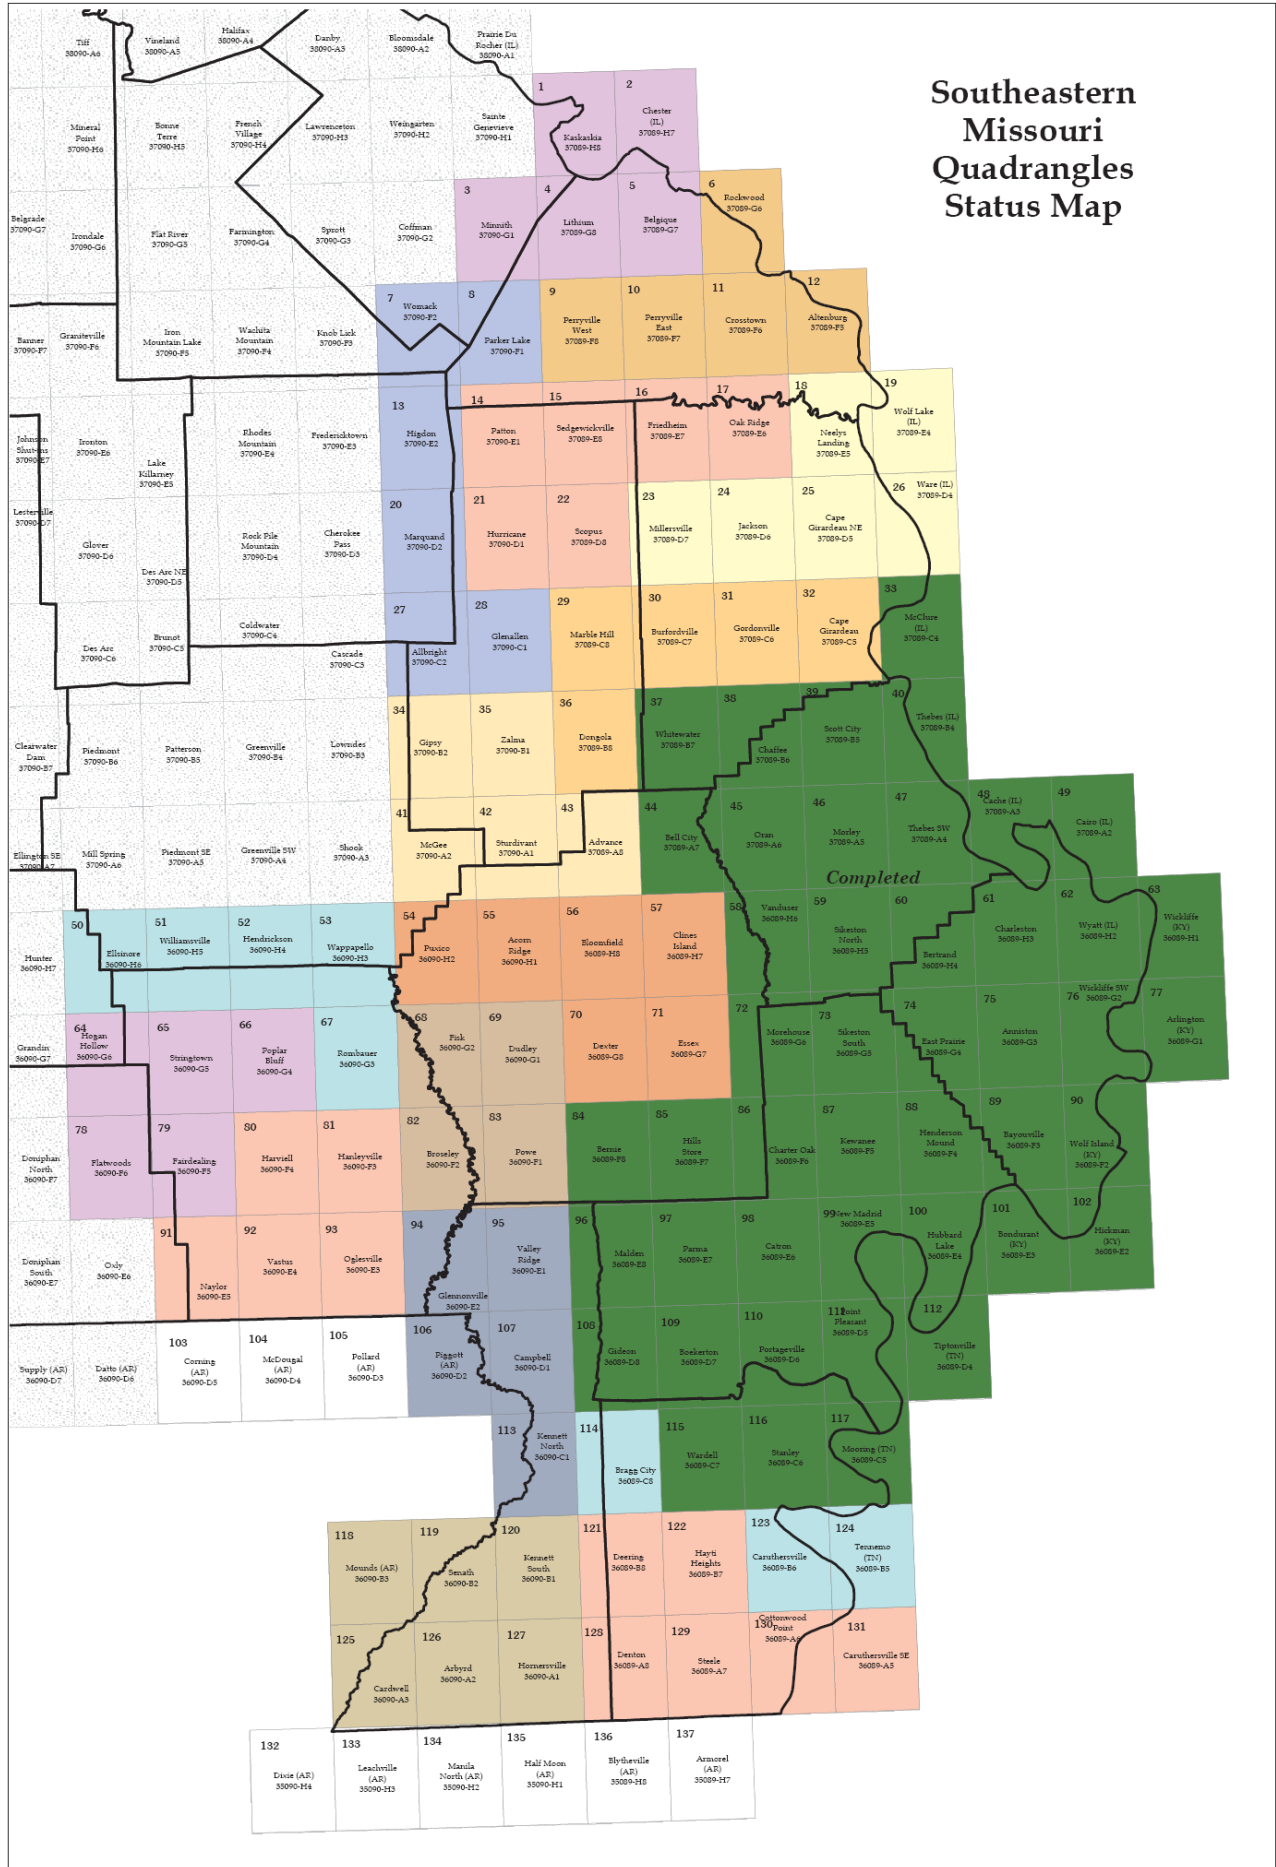 Southeastern
Missouri
Quadrangles
Status Map
Tiff
38090-A6
Vineland
38090-A5
Halifax
38090-A4
Danby
38090-A3
Bloomsdale
38090-A2
Prairie Du
Rocher (IL)
38090-A1
Mineral
Point
37090-H6
Bonne
Terre
37090-H5
French
Village
37090-H4
Lawrenceton
37090-H3
Weingarten
37090-H2
Sainte
Genevieve
37090-H1
1
Kaskaskia
37089-H8
2
Chester
(IL)
37089-H7
Belgrade
37090-G7
Irondale
37090-G6
Flat River
37090-G5
Farmington
37090-G4
Sprott
37090-G3
Coffman
37090-G2
3
Minnith
37090-G1
4
Lithium
37089-G8
5
Belgique
37089-G7
6
Rockwood
37089-G6
Banner
37090-F7
Graniteville
37090-F6
Iron
Mountain Lake
37090-F5
Wachita
Mountain
37090-F4
Knob Lick
37090-F3
7
Womack
37090-F2
8
Parker Lake
37090-F1
9
Perryville
West
37089-F8
10
Perryville
East
37089-F7
11
Crosstown
37089-F6
12
Altenburg
37089-F5
Johnson
Shut-ins
37090-E7
Ironton
37090-E6
Lake
Killarney
37090-E5
Rhodes
Mountain
37090-E4
Fredericktown
37090-E3
13
Higdon
37090-E2
14
Patton
37090-E1
15
Sedgewickville
37089-E8
16
Friedheim
37089-E7
17
Oak Ridge
37089-E6
18
Neelys
Landing
37089-E5
19
Wolf Lake
(IL)
37089-E4
Lesterville
37090-D7
Glover
37090-D6
Des Arc NE
37090-D5
Rock Pile
Mountain
37090-D4
Cherokee
Pass
37090-D3
20
Marquand
37090-D2
21
Hurricane
37090-D1
22
Scopus
37089-D8
23
Millersville
37089-D7
24
Jackson
37089-D6
25
Cape
Girardeau NE
37089-D5
26
Ware (IL)
37089-D4
Des Arc
37090-C6
Brunot
37090-C5
Coldwater
37090-C4
Cascade
37090-C3
27
Allbright
37090-C2
28
Glenallen
37090-C1
29
Marble Hill
37089-C8
30
Burfordville
37089-C7
31
Gordonville
37089-C6
32
Cape
Girardeau
37089-C5
33
McClure
(IL)
37089-C4
Clearwater
Dam
37090-B7
Piedmont
37090-B6
Patterson
37090-B5
Greenville
37090-B4
Lowndes
37090-B3
34
Gipsy
37090-B2
35
Zalma
37090-B1
36
Dongola
37089-B8
37
Whitewater
37089-B7
38
Chaffee
37089-B6
39
Scott City
37089-B5
40
Thebes (IL)
37089-B4
Ellington SE
37090-A7
Mill Spring
37090-A6
Piedmont SE
37090-A5
Greenville SW
37090-A4
Shook
37090-A3
41
McGee
37090-A2
42
Sturdivant
37090-A1
43
Advance
37089-A8
44
Bell City
37089-A7
45
Oran
37089-A6
46
Morley
37089-A5
47
Thebes SW
37089-A4
48
Cache (IL)
37089-A3
49
Cairo (IL)
37089-A2
Completed
Hunter
36090-H7
50
Ellsinore
36090-H6
51
Williamsville
36090-H5
52
Hendrickson
36090-H4
53
Wappapello
36090-H3
54
Puxico
36090-H2
55
Acorn
Ridge
36090-H1
56
Bloomfield
36089-H8
57
Clines
Island
36089-H7
58
Vanduser
36089-H6
59
Sikeston
North
36089-H5
60
Bertrand
36089-H4
61
Charleston
36089-H3
62
Wyatt (IL)
36089-H2
63
Wickliffe
(KY)
36089-H1
Grandin
36090-G7
64
Hogan
Hollow
36090-G6
65
Stringtown
36090-G5
66
Poplar
Bluff
36090-G4
67
Rombauer
36090-G3
68
Fisk
36090-G2
69
Dudley
36090-G1
70
Dexter
36089-G8
71
Essex
36089-G7
72
Morehouse
36089-G6
73
Sikeston
South
36089-G5
74
East Prairie
36089-G4
75
Anniston
36089-G3
76
Wickliffe SW
36089-G2
77
Arlington
(KY)
36089-G1
Doniphan
North
36090-F7
78
Flatwoods
36090-F6
79
Fairdealing
36090-F5
80
Harviell
36090-F4
81
Hanleyville
36090-F3
82
Broseley
36090-F2
83
Powe
36090-F1
84
Bernie
36089-F8
85
Hills
Store
36089-F7
86
Charter Oak
36089-F6
87
Kewanee
36089-F5
88
Henderson
Mound
36089-F4
89
Bayouville
36089-F3
90
Wolf Island
(KY)
36089-F2
Doniphan
South
36090-E7
Oxly
36090-E6
91
Naylor
36090-E5
92
Vastus
36090-E4
93
Oglesville
36090-E3
94
Glennonville
36090-E2
95
Valley
Ridge
36090-E1
96
Malden
36089-E8
97
Parma
36089-E7
98
Catron
36089-E6
99
New Madrid
36089-E5
100
Hubbard
Lake
36089-E4
101
Bondurant
(KY)
36089-E3
102
Hickman
(KY)
36089-E2
Supply (AR)
36090-D7
Datto (AR)
36090-D6
103
Corning
(AR)
36090-D5
104
McDougal
(AR)
36090-D4
105
Pollard
(AR)
36090-D3
106
Piggott
(AR)
36090-D2
107
Campbell
36090-D1
108
Gideon
36089-D8
109
Boekerton
36089-D7
110
Portageville
36089-D6
111
Point
Pleasant
36089-D5
112
Tiptonville
(TN)
36089-D4
113
Kennett
North
36090-C1
114
Bragg City
36089-C8
115
Wardell
36089-C7
116
Stanley
36089-C6
117
Mooring (TN)
36089-C5
118
Mounds (AR)
36090-B3
119
Senath
36090-B2
120
Kennett
South
36090-B1
121
Deering
36089-B8
122
Hayti
Heights
36089-B7
123
Caruthersville
36089-B6
124
Tennemo
(TN)
36089-B5
125
Cardwell
36090-A3
126
Arbyrd
36090-A2
127
Hornersville
36090-A1
128
Denton
36089-A8
129
Steele
36089-A7
130
Cottonwood
Point
36089-A6
131
Caruthersville SE
36089-A5
132
Dixie (AR)
35090-H4
133
Leachville
(AR)
35090-H3
134
Manila
North (AR)
35090-H2
135
Half Moon
(AR)
35090-H1
136
Blytheville
(AR)
35089-H8
137
Armorel
(AR)
35089-H7